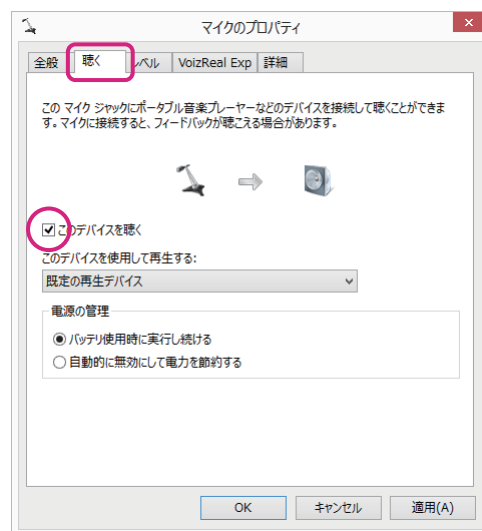 マイクのプロパティ
全般 聴く レベル VoizReal Exp 詳細
この マイク ジャックにポータブル音楽プレーヤーなどのデバイスを接続して聴くことができま
す。マイクに接続すると、フィードバックが聴こえる場合があります。
このデバイスを聴く
このデバイスを使用して再生する:
既定の再生デバイス
電源の管理
バッテリ使用時に実行し続ける
自動的に無効にして電力を節約する
OK キャンセル 適用(A)